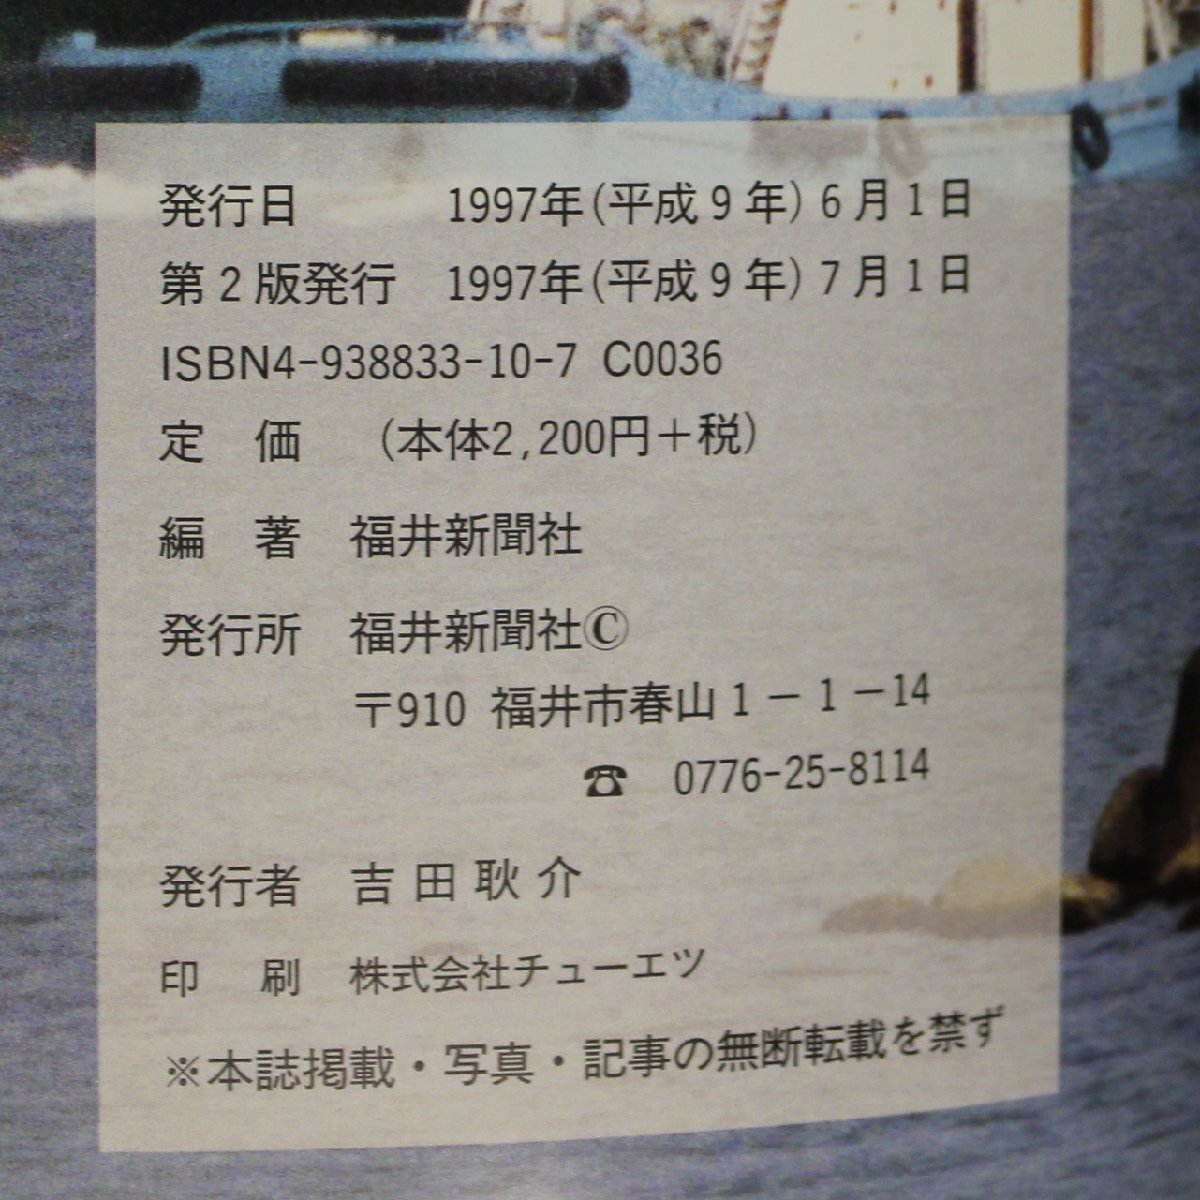 発行日　1997年(平成9年)6月1日
第2版発行　1997年(平成9年)7月1日
ISBN4-938833-10-7 C0036
定　価　(本体2,200円＋税)
編　著　福井新聞社
発行所　福井新聞社Ⓒ
〒910 福井市春山1－1－14
☎　0776-25-8114
発行者　吉田耿介
印　刷　株式会社チューエツ
※本誌掲載・写真・記事の無断転載を禁ず